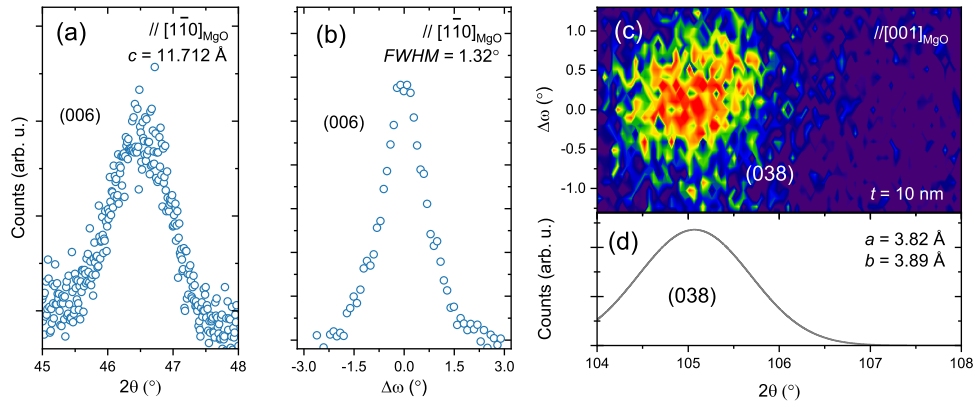 (a)
// [11̅0]MgO
c = 11.712 Å
(006)
Counts (arb. u.)
45 46 47 48
2θ (°)
(b)
// [11̅0]MgO
FWHM = 1.32°
(006)
-3.0 -1.5 0.0 1.5 3.0
Δω (°)
(c)
//[001]MgO
1.0
0.5
0.0
-0.5
-1.0
Δω (°)
(038)
t = 10 nm
(d)
a = 3.82 Å
b = 3.89 Å
(038)
Counts (arb. u.)
104 105 106 107 108
2θ (°)